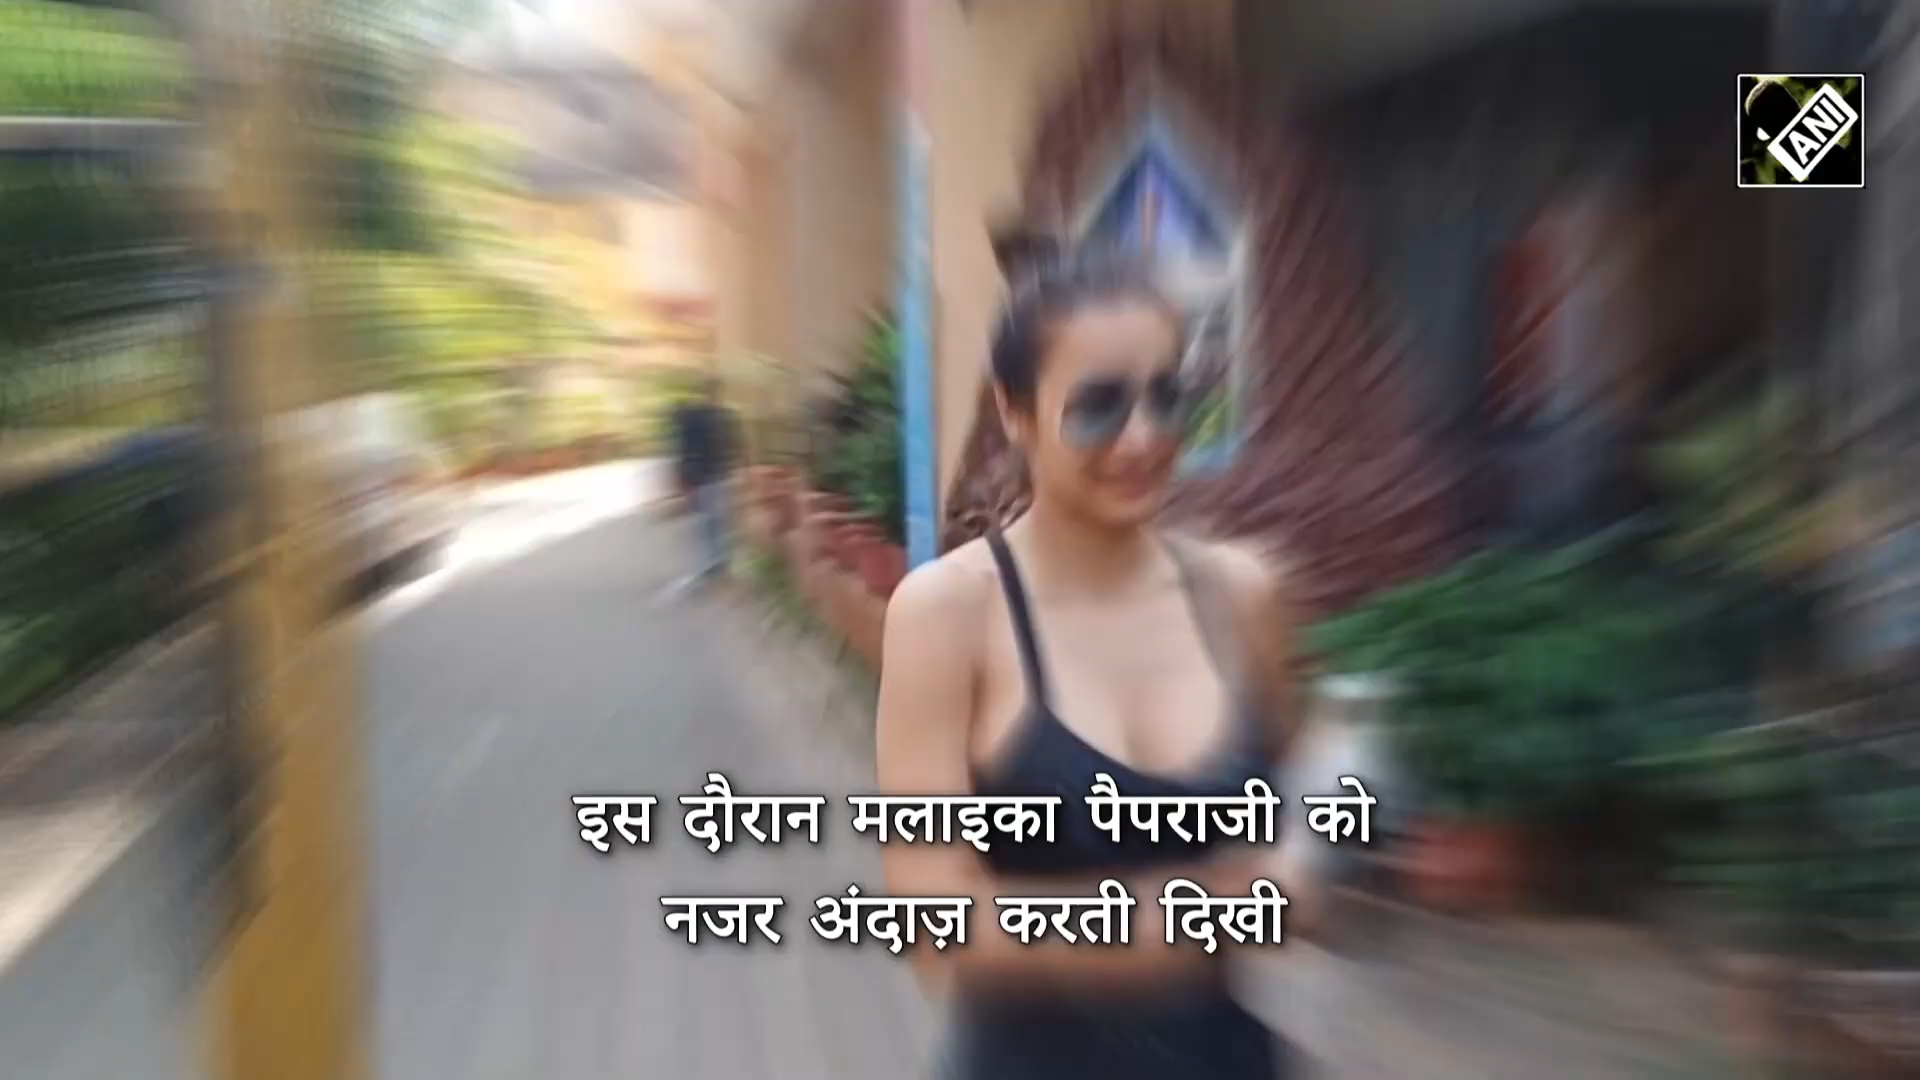 ANI
इस दौरान मलाइका पैपराजी को
नजर अंदाज़ करती दिखी